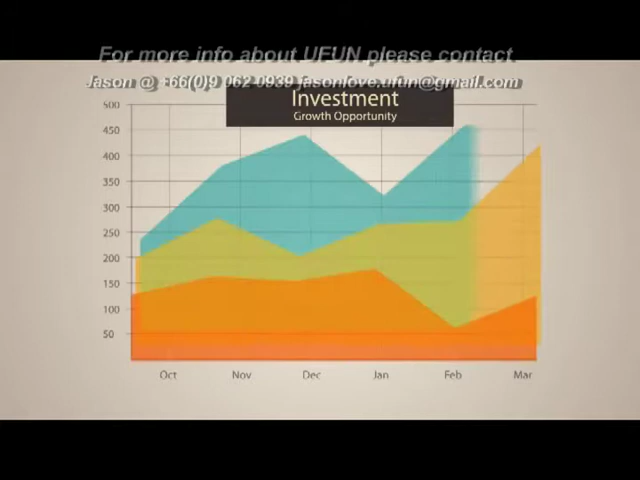 For more info about UFUN please contact
Jason @ +66(0)9 062 0939 jasonlove.ufun@gmail.com
Investment
Growth Opportunity
500
450
400
350
300
250
200
150
100
50
Oct Nov Dec Jan Feb Mar